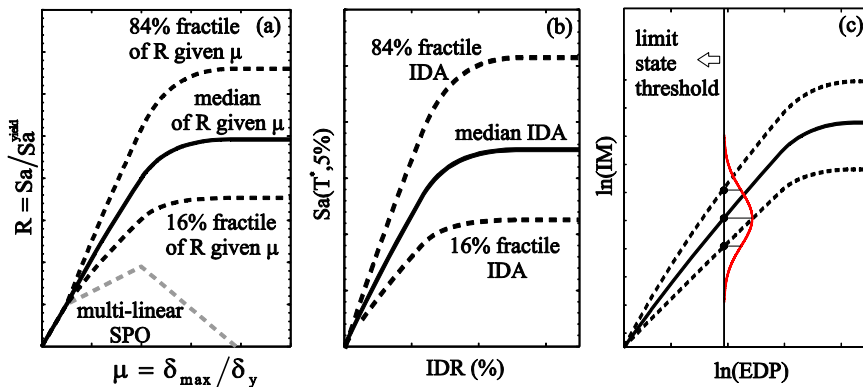 (a)
84% fractile
of R given μ
median
of R given μ
16% fractile
of R given μ
multi-linear
SPO
R = Sa/Sa^yield
μ = δmax/δy
(b)
84% fractile
IDA
median IDA
16% fractile
IDA
Sa(T*,5%)
IDR (%)
(c)
limit
state
threshold
ln(IM)
ln(EDP)